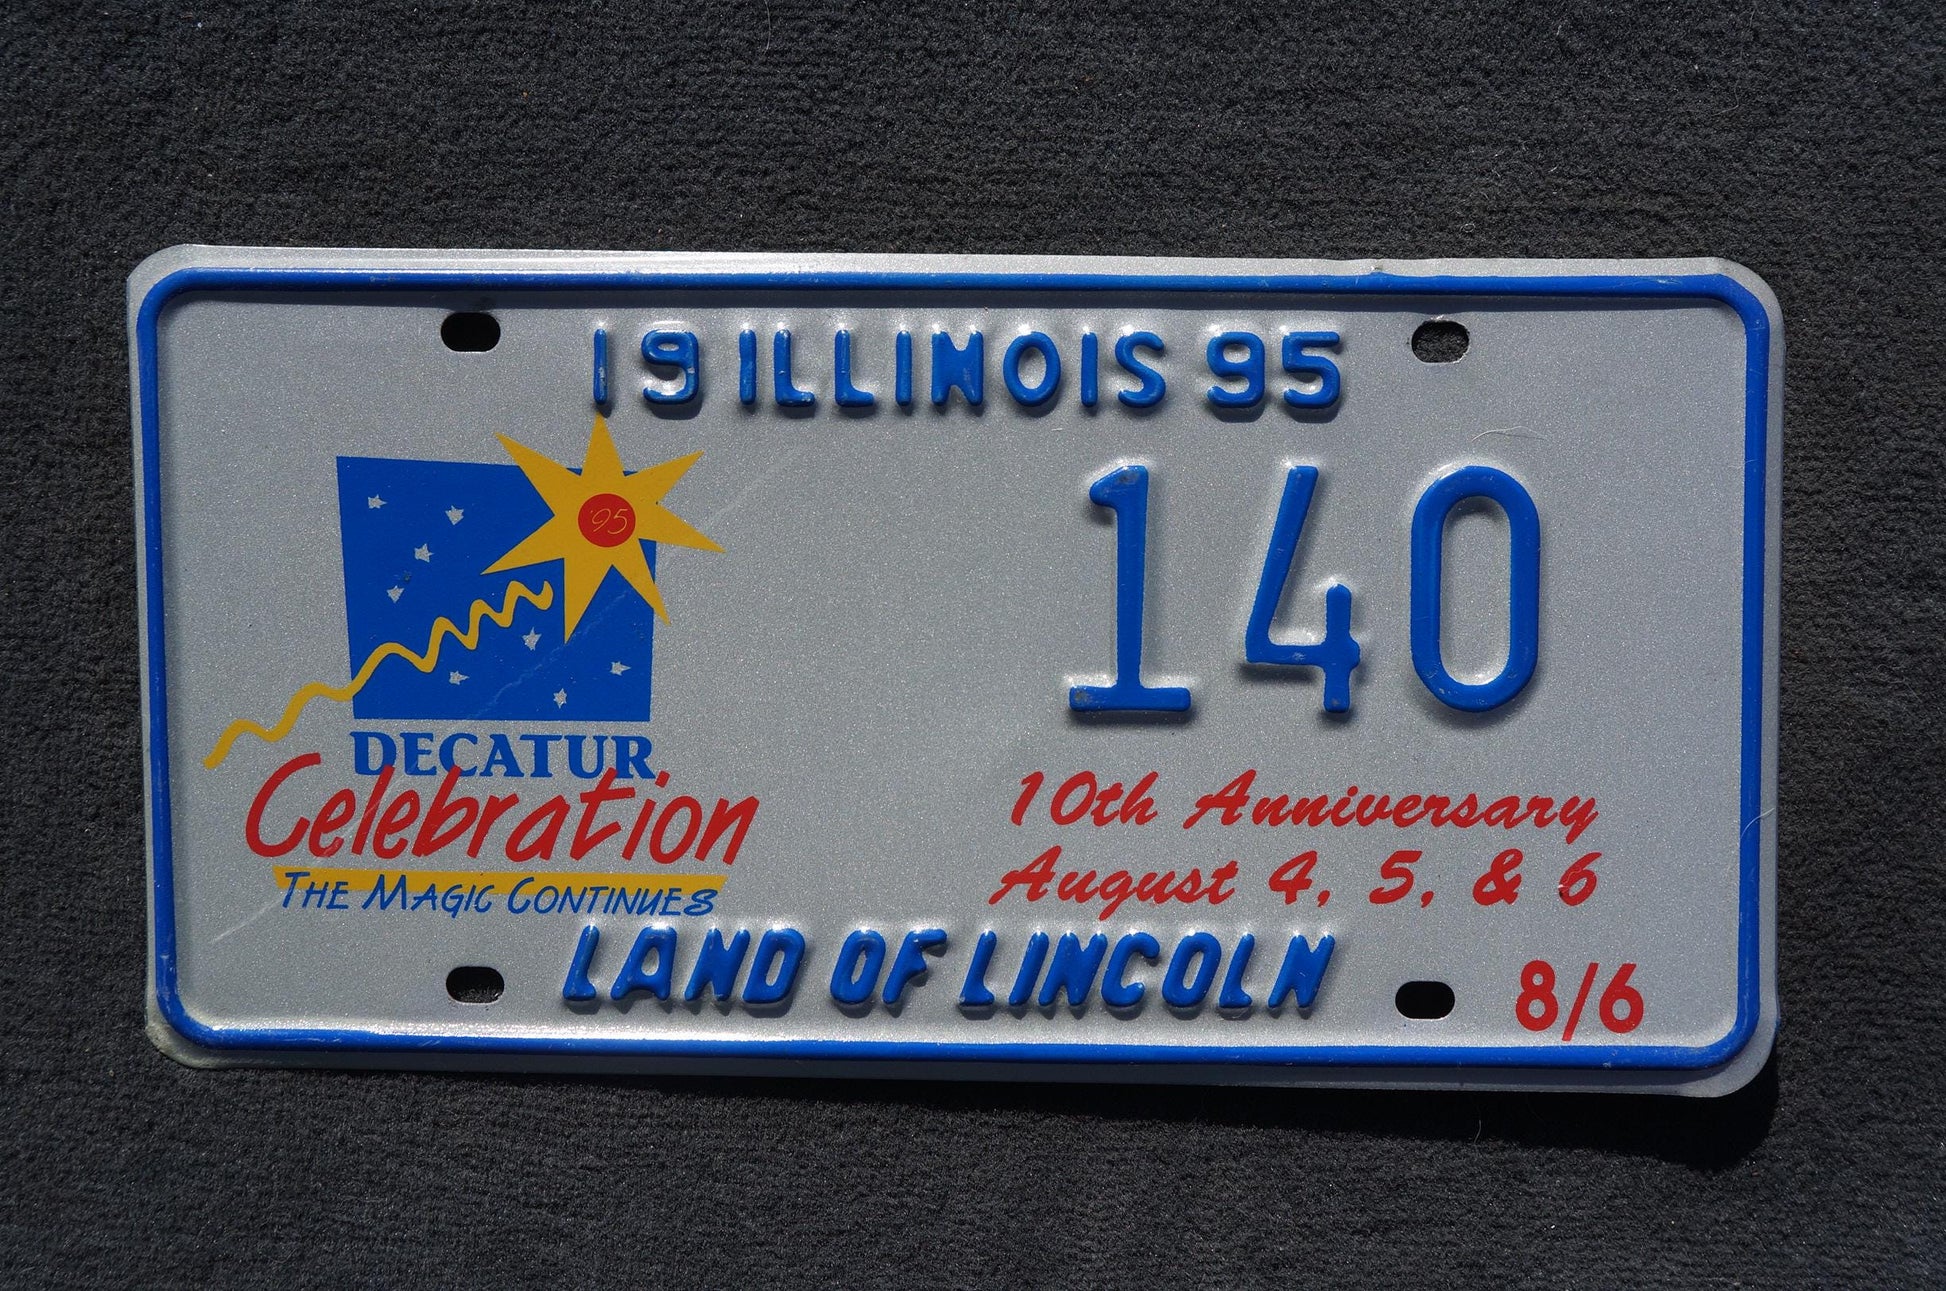 19 ILLINOIS 95
'95
140
DECATUR
Celebration
THE MAGIC CONTINUES
10th Anniversary
August 4, 5, & 6
LAND OF LINCOLN
8/6